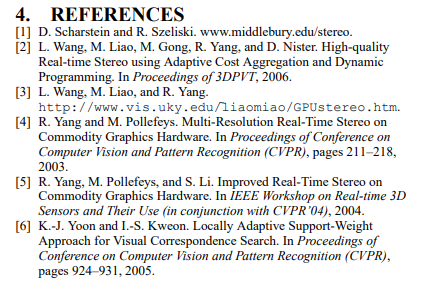 4. REFERENCES
[1] D. Scharstein and R. Szeliski. www.middlebury.edu/stereo.
[2] L. Wang, M. Liao, M. Gong, R. Yang, and D. Nister. High-quality
Real-time Stereo using Adaptive Cost Aggregation and Dynamic
Programming. In Proceedings of 3DPVT, 2006.
[3] L. Wang, M. Liao, and R. Yang.
http://www.vis.uky.edu/~liaomiao/GPUstereo.htm.
[4] R. Yang and M. Pollefeys. Multi-Resolution Real-Time Stereo on
Commodity Graphics Hardware. In Proceedings of Conference on
Computer Vision and Pattern Recognition (CVPR), pages 211–218,
2003.
[5] R. Yang, M. Pollefeys, and S. Li. Improved Real-Time Stereo on
Commodity Graphics Hardware. In IEEE Workshop on Real-time 3D
Sensors and Their Use (in conjunction with CVPR'04), 2004.
[6] K.-J. Yoon and I.-S. Kweon. Locally Adaptive Support-Weight
Approach for Visual Correspondence Search. In Proceedings of
Conference on Computer Vision and Pattern Recognition (CVPR),
pages 924–931, 2005.